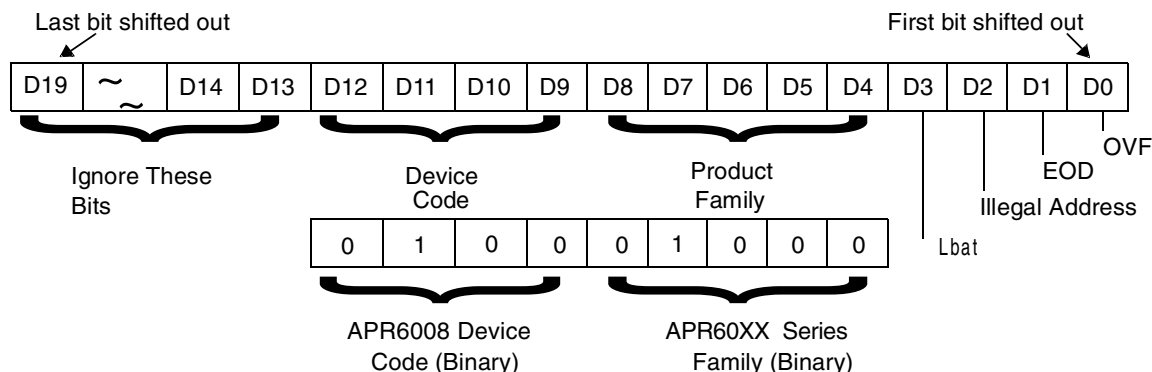 Last bit shifted out
First bit shifted out
D19 ~ ~ D14 D13 D12 D11 D10 D9 D8 D7 D6 D5 D4 D3 D2 D1 D0
OVF
EOD
Illegal Address
Lbat
Ignore These
Bits
Device
Code
Product
Family
0 1 0 0 0 1 0 0 0
APR6008 Device
Code (Binary)
APR60XX Series
Family (Binary)